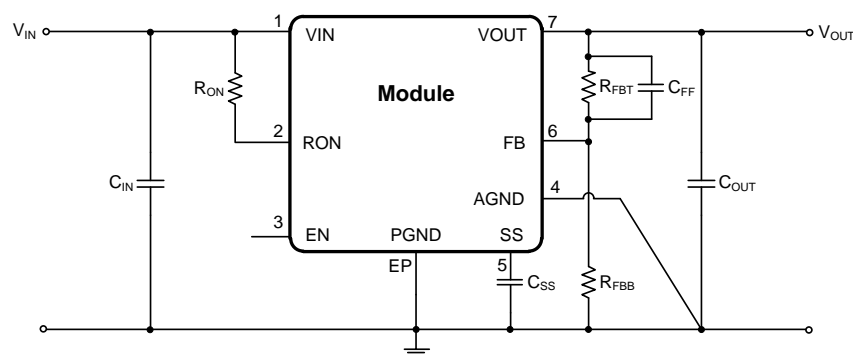 VIN
1
VIN
VOUT
7
VOUT
RON
Module
RFBT
CFF
2
RON
FB
6
CIN
AGND
4
COUT
3
EN
PGND
SS
EP
5
CSS
RFBB